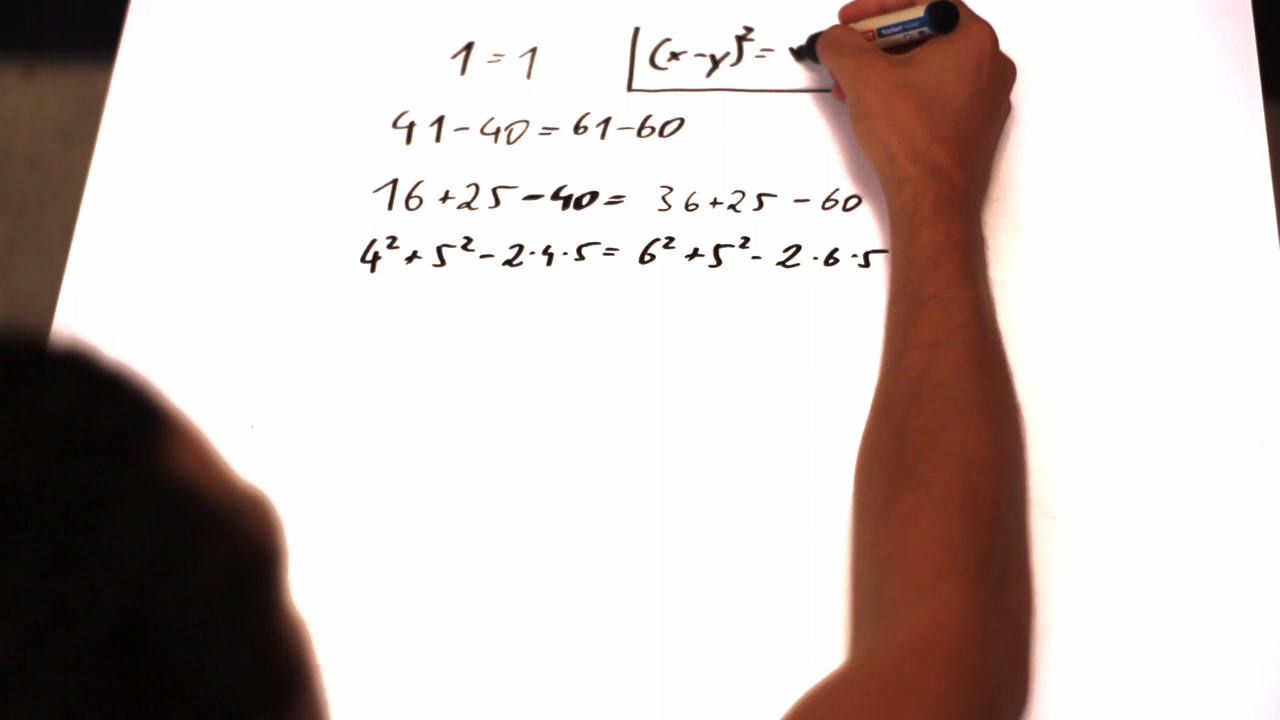 1 = 1
(x-y)² =
41-40 = 61-60
16+25-40= 36+25-60
4²+5²-2·4·5= 6²+5²-2·6·5